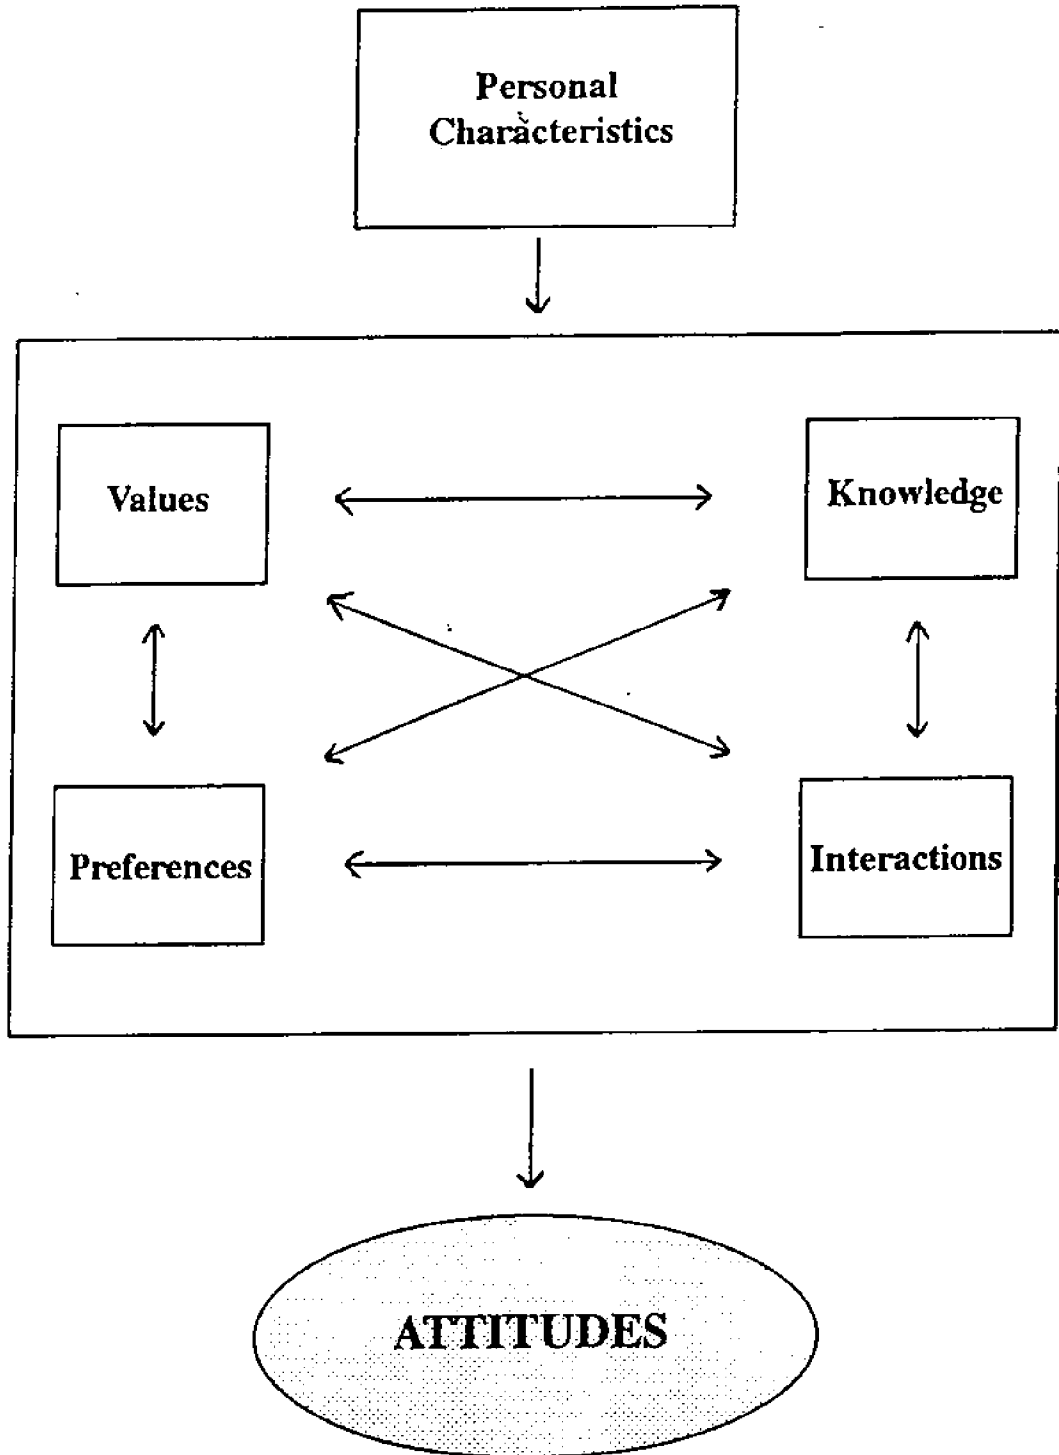 Personal
Characteristics
Values
Knowledge
Preferences
Interactions
ATTITUDES